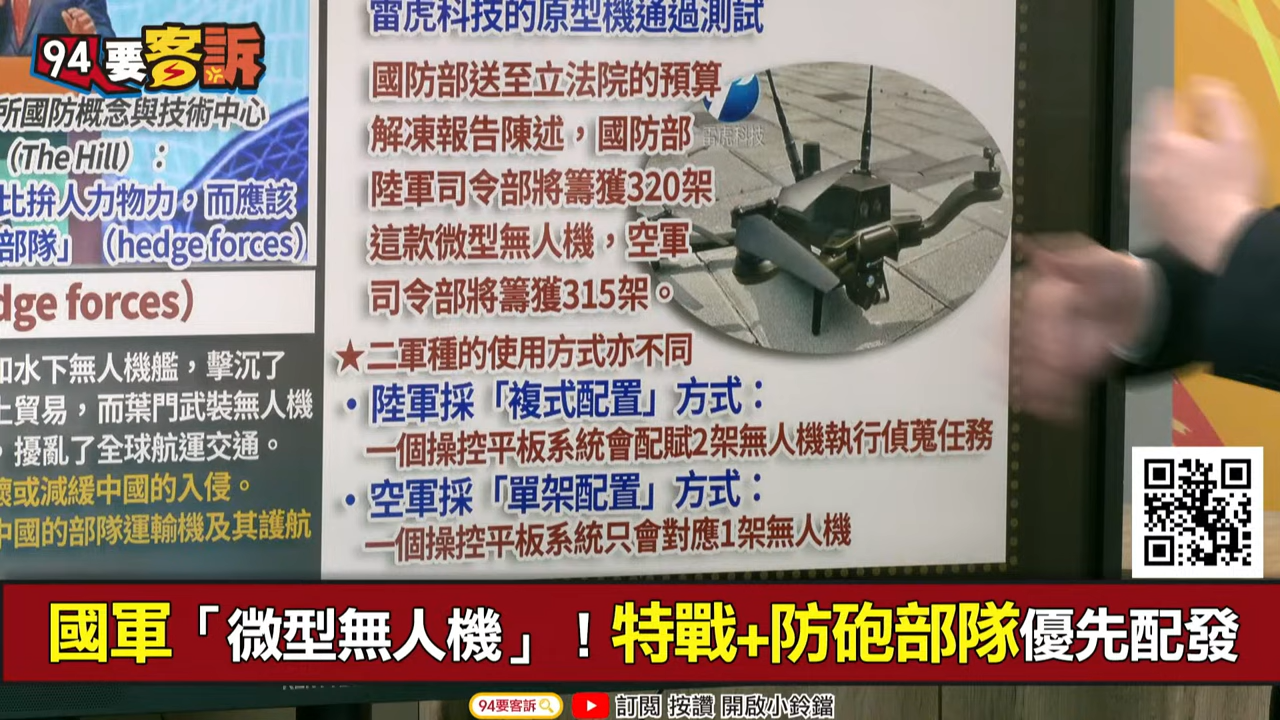 94要客訴
所國防概念與技術中心
（The Hill）：
比拚人力物力，而應該
部隊」（hedge forces）
dge forces）
如水下無人機艦，擊沉了
上貿易，而葉門武裝無人機
，擾亂了全球航運交通。
壞或減緩中國的入侵。
中國的部隊運輸機及其護航
雷虎科技的原型機通過測試
國防部送至立法院的預算
解凍報告陳述，國防部
陸軍司令部將籌獲320架
這款微型無人機，空軍
司令部將籌獲315架。
雷虎科技
★二軍種的使用方式亦不同
・陸軍採「複式配置」方式：
一個操控平板系統會配賦2架無人機執行偵蒐任務
・空軍採「單架配置」方式：
一個操控平板系統只會對應1架無人機
國軍「微型無人機」！特戰+防砲部隊優先配發
94要客訴
訂閱 按讚 開啟小鈴鐺